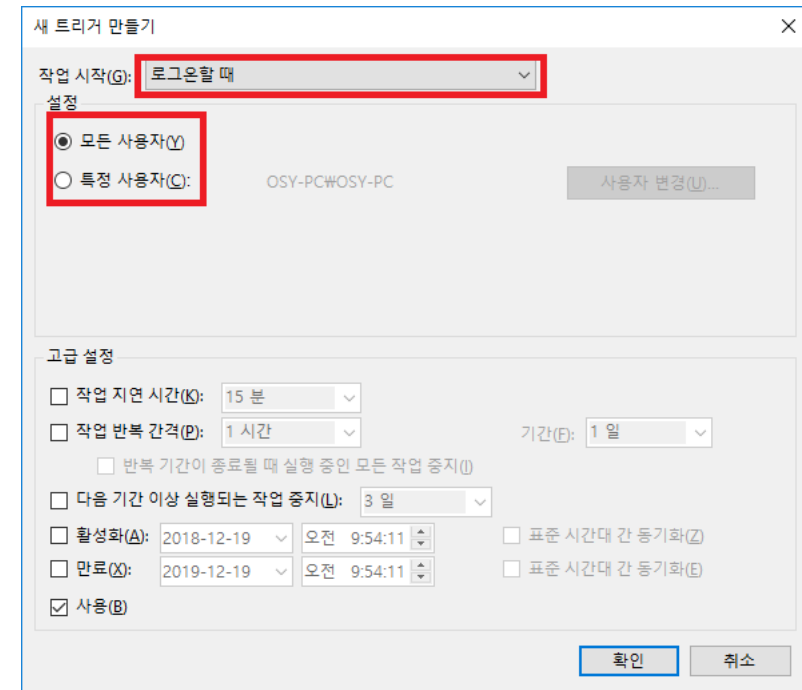 새 트리거 만들기
작업 시작(G): 로그온할 때
설정
모든 사용자(Y)
특정 사용자(C): OSY-PC₩OSY-PC 사용자 변경(U)...
고급 설정
작업 지연 시간(K): 15 분
작업 반복 간격(P): 1 시간 기간(F): 1 일
반복 기간이 종료될 때 실행 중인 모든 작업 중지(I)
다음 기간 이상 실행되는 작업 중지(L): 3 일
활성화(A): 2018-12-19 오전 9:54:11 표준 시간대 간 동기화(Z)
만료(X): 2019-12-19 오전 9:54:11 표준 시간대 간 동기화(E)
사용(B)
확인 취소